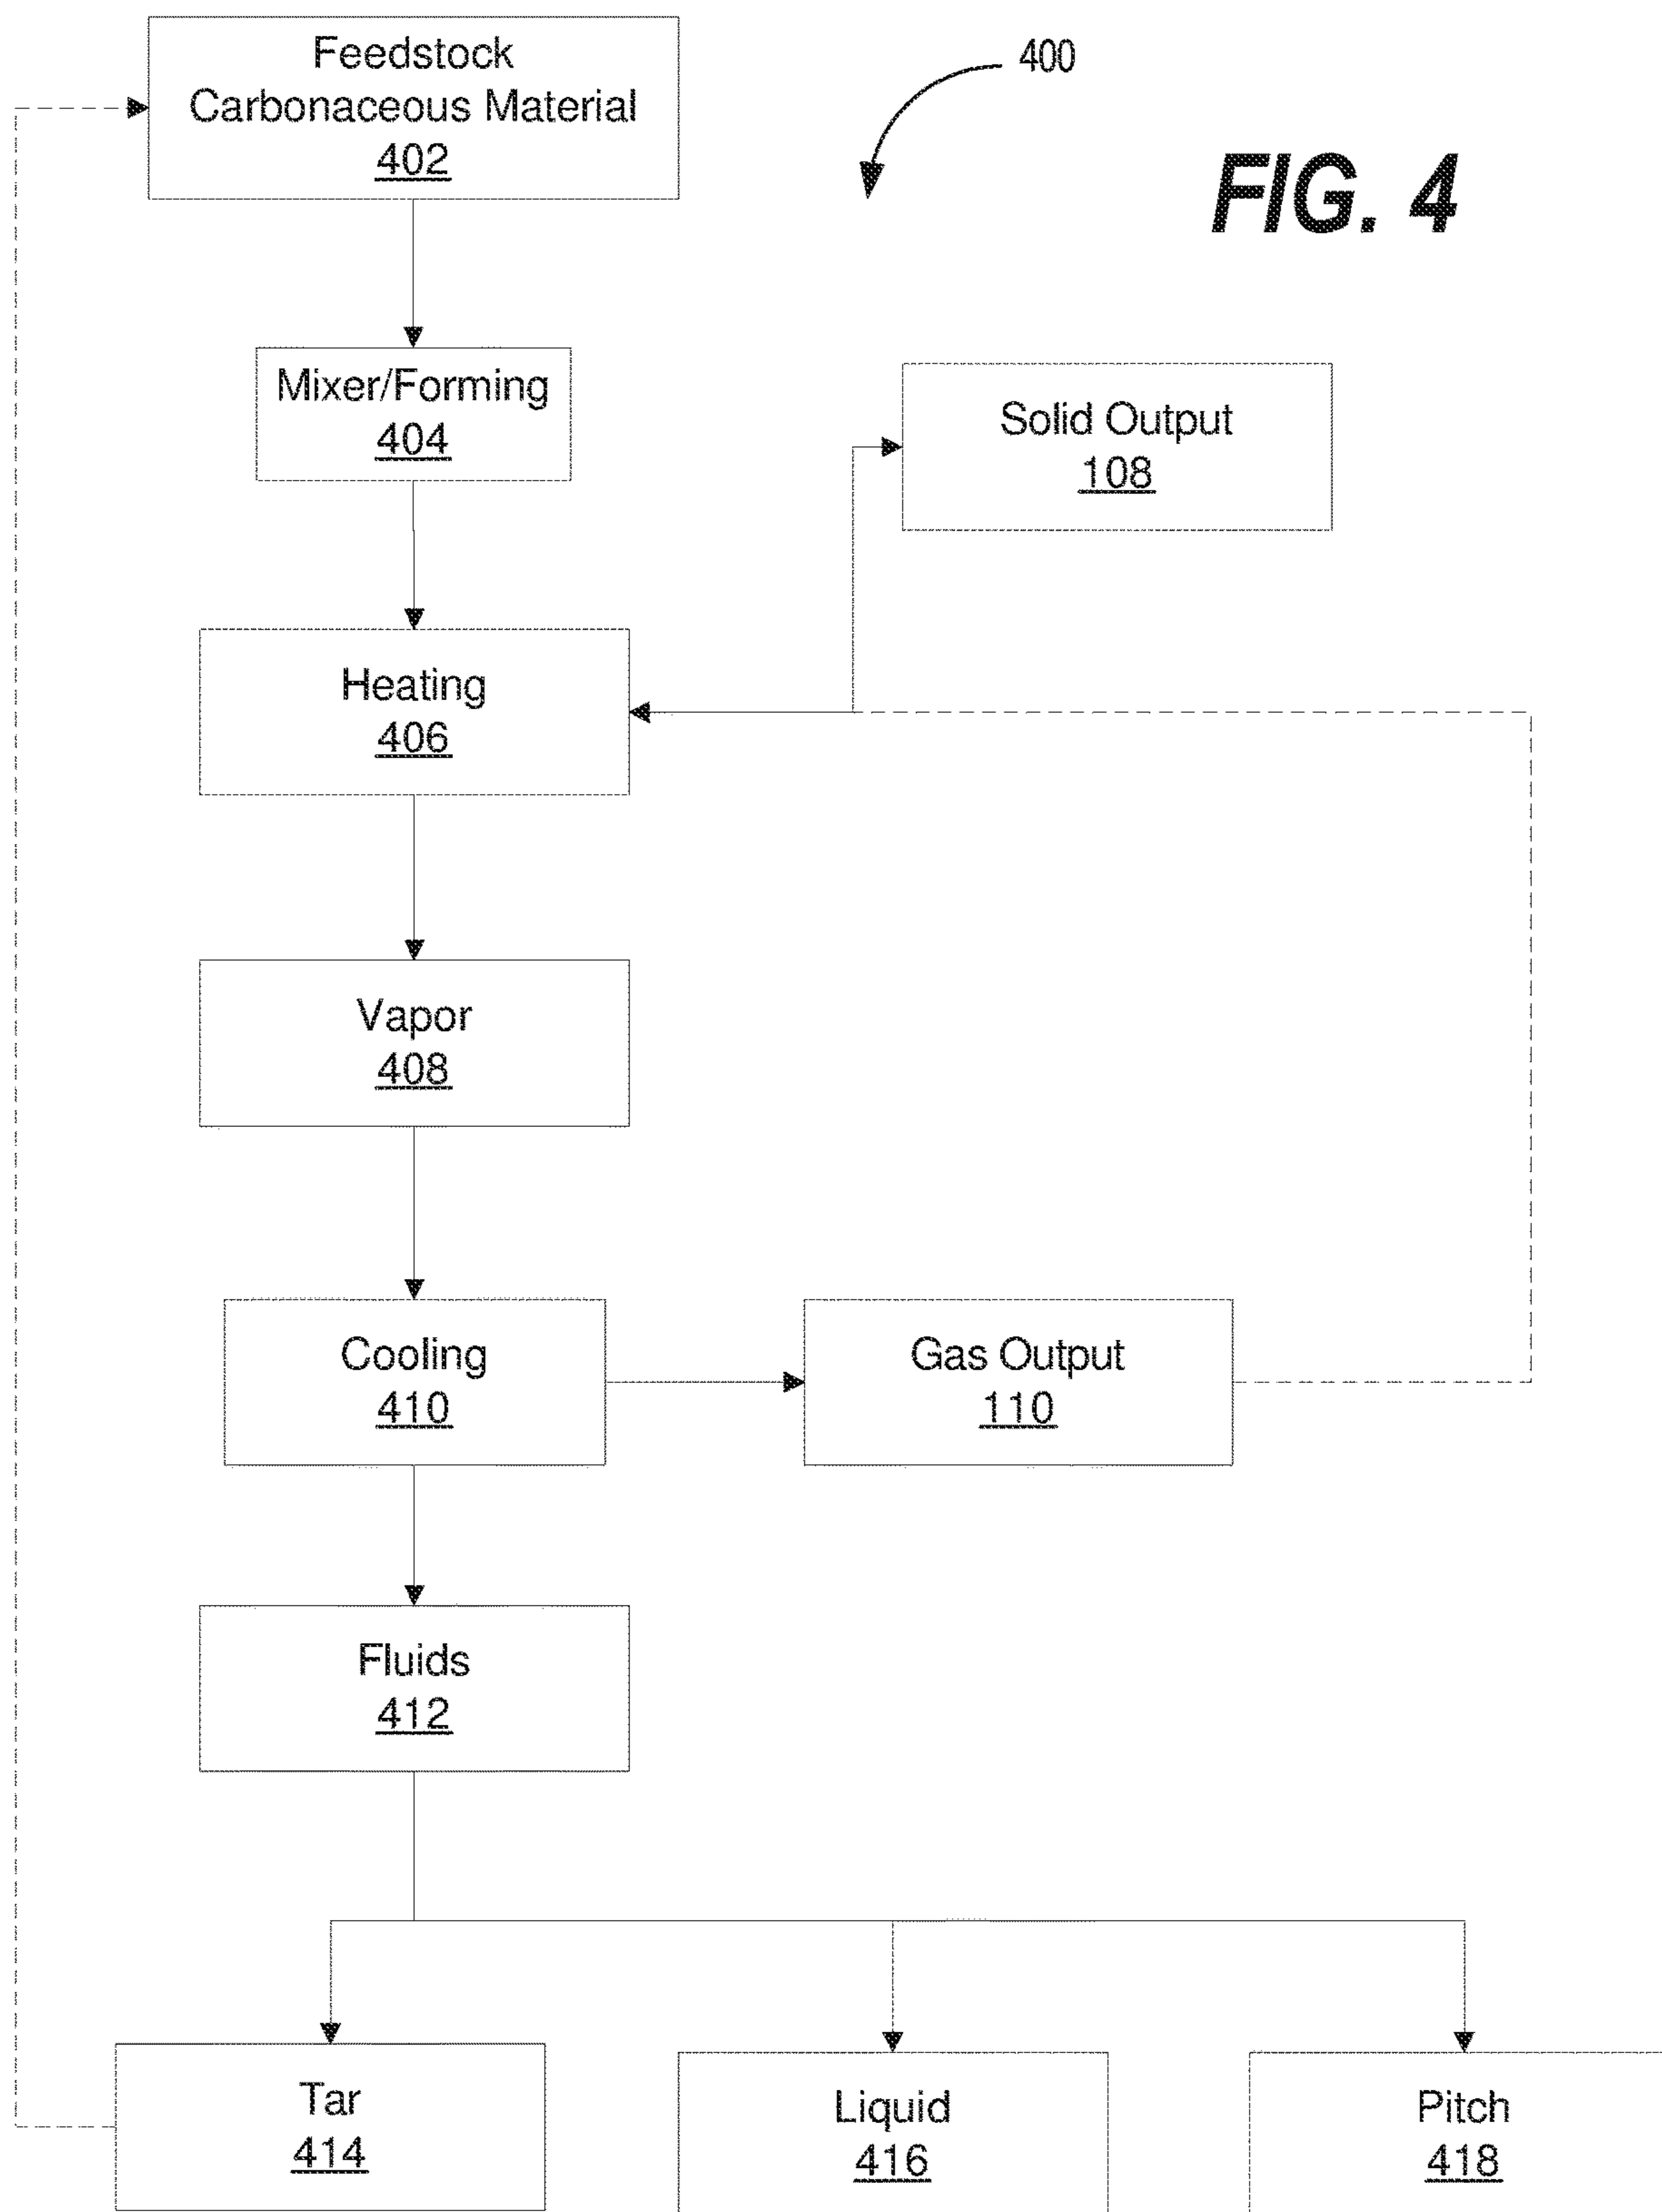 Feedstock
Carbonaceous Material
402
400
FIG. 4
Mixer/Forming
404
Solid Output
108
Heating
406
Vapor
408
Cooling
410
Gas Output
110
Fluids
412
Tar
414
Liquid
416
Pitch
418